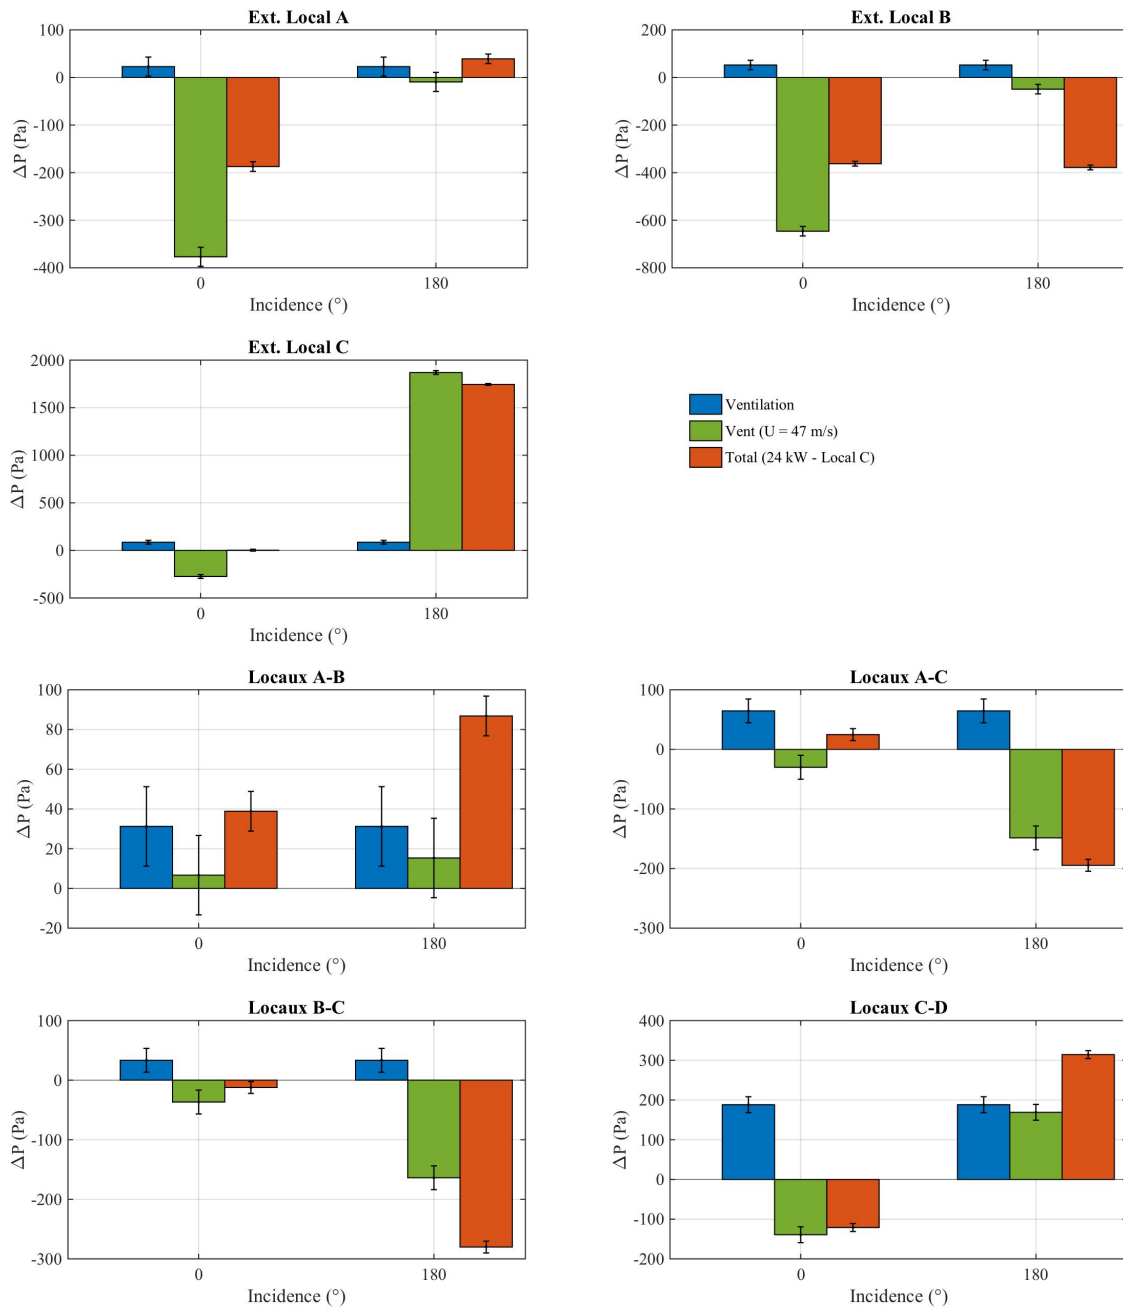 Ext. Local A
100
0
-100
-200
-300
-400
ΔP (Pa)
0
180
Incidence (°)
Ext. Local B
200
0
-200
-400
-600
-800
ΔP (Pa)
0
180
Incidence (°)
Ext. Local C
2000
1500
1000
500
0
-500
ΔP (Pa)
0
180
Incidence (°)
Ventilation
Vent (U = 47 m/s)
Total (24 kW - Local C)
Locaux A-B
100
80
60
40
20
0
-20
ΔP (Pa)
0
180
Incidence (°)
Locaux A-C
100
0
-100
-200
-300
ΔP (Pa)
0
180
Incidence (°)
Locaux B-C
100
0
-100
-200
-300
ΔP (Pa)
0
180
Incidence (°)
Locaux C-D
400
300
200
100
0
-100
-200
ΔP (Pa)
0
180
Incidence (°)